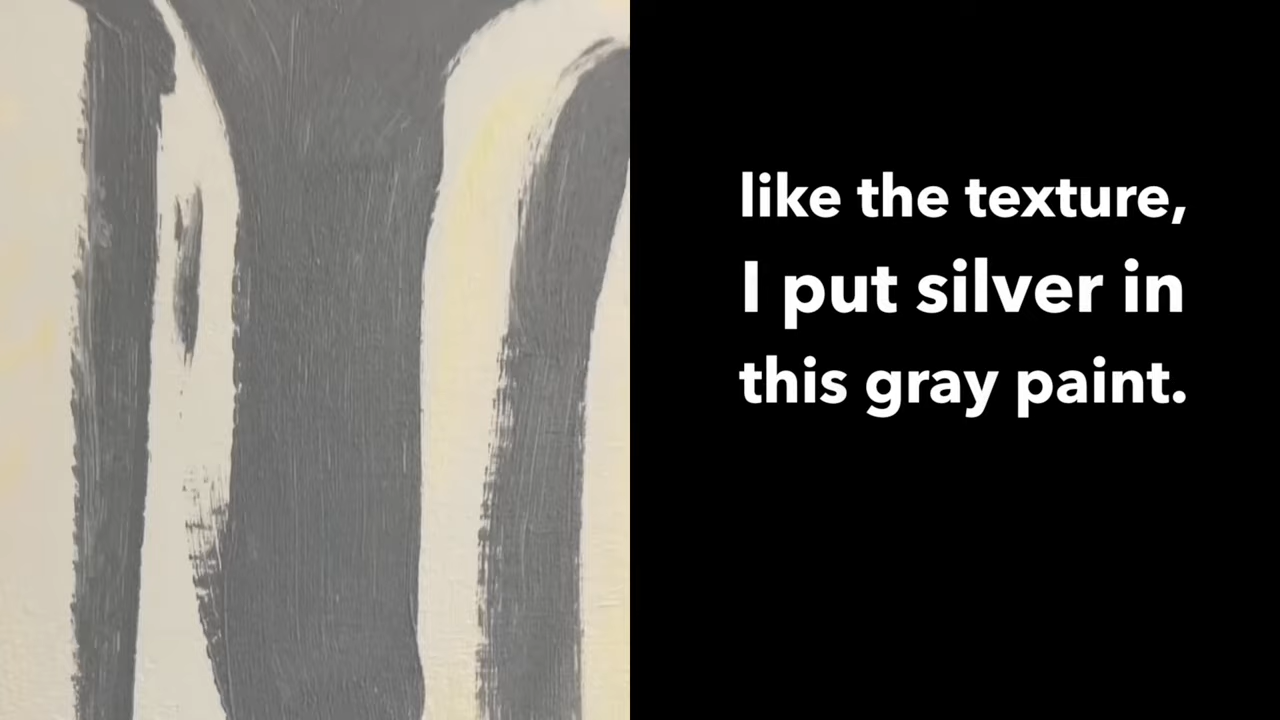 like the texture,
I put silver in
this gray paint.